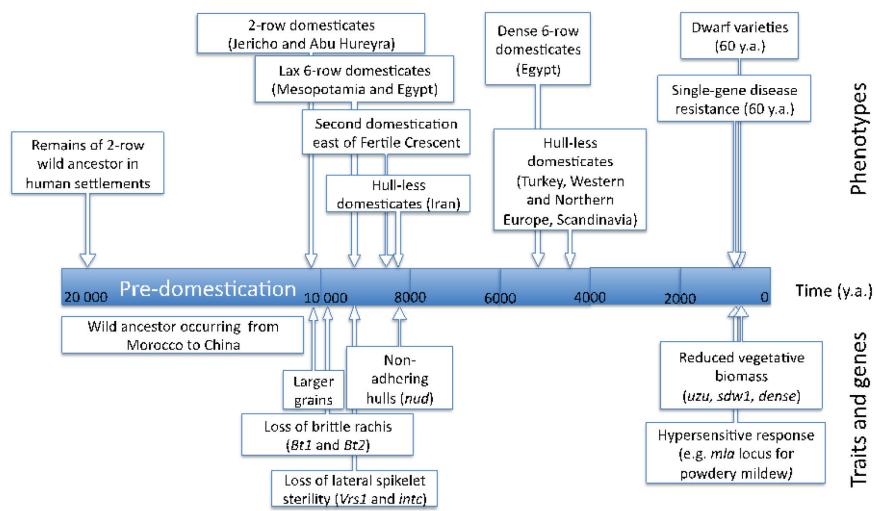 2-row domesticates
(Jericho and Abu Hureyra)
Lax 6-row domesticates
(Mesopotamia and Egypt)
Second domestication
east of Fertile Crescent
Hull-less
domesticates (Iran)
Remains of 2-row
wild ancestor in
human settlements
Dense 6-row
domesticates
(Egypt)
Hull-less
domesticates
(Turkey, Western
and Northern
Europe, Scandinavia)
Dwarf varieties
(60 y.a.)
Single-gene disease
resistance (60 y.a.)
Phenotypes
20 000 Pre-domestication 10 000 8000 6000 4000 2000 0 Time (y.a.)
Wild ancestor occurring from
Morocco to China
Larger
grains
Non-
adhering
hulls (nud)
Loss of brittle rachis
(Bt1 and Bt2)
Loss of lateral spikelet
sterility (Vrs1 and intc)
Reduced vegetative
biomass
(uzu, sdw1, dense)
Hypersensitive response
(e.g. mla locus for
powdery mildew)
Traits and genes